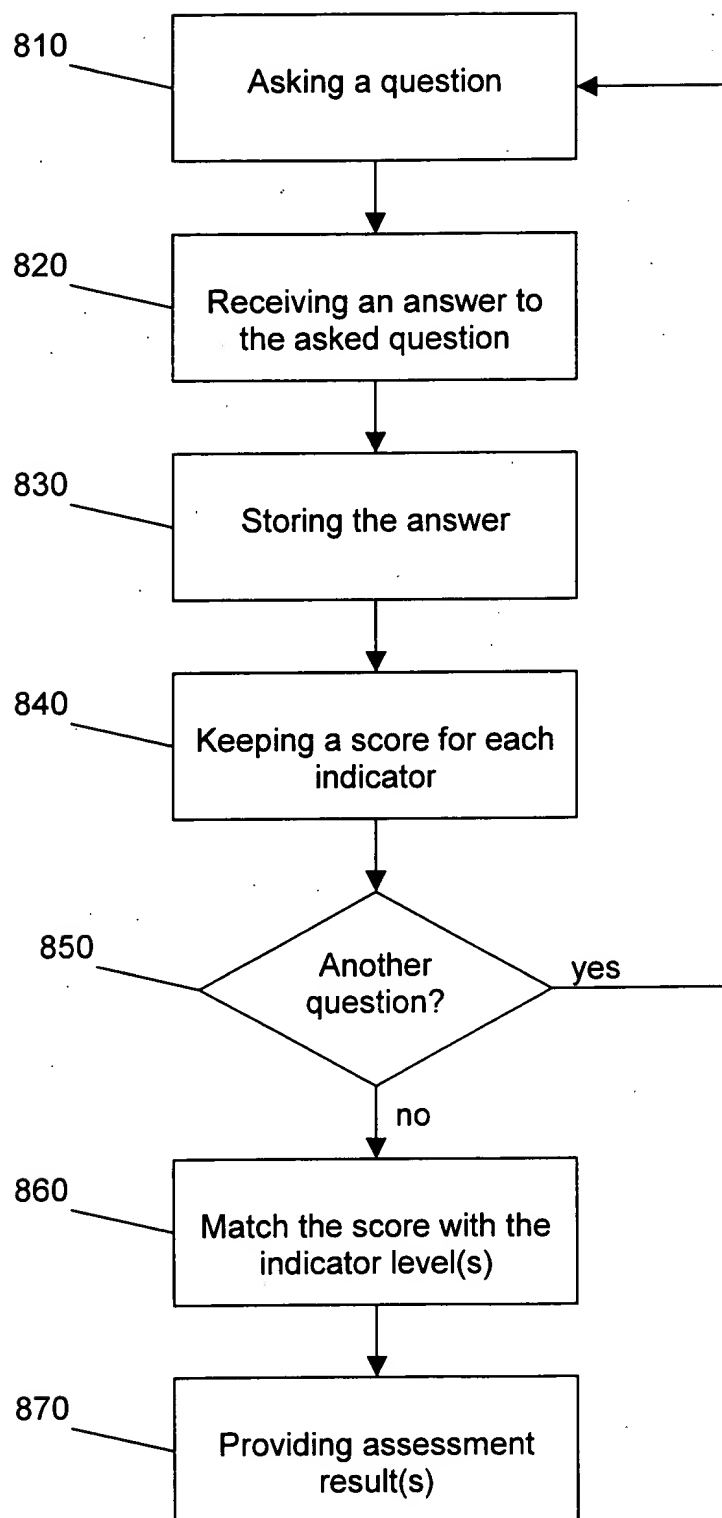 810
Asking a question
820
Receiving an answer to
the asked question
830
Storing the answer
840
Keeping a score for each
indicator
850
Another
question?
yes
no
860
Match the score with the
indicator level(s)
870
Providing assessment
result(s)